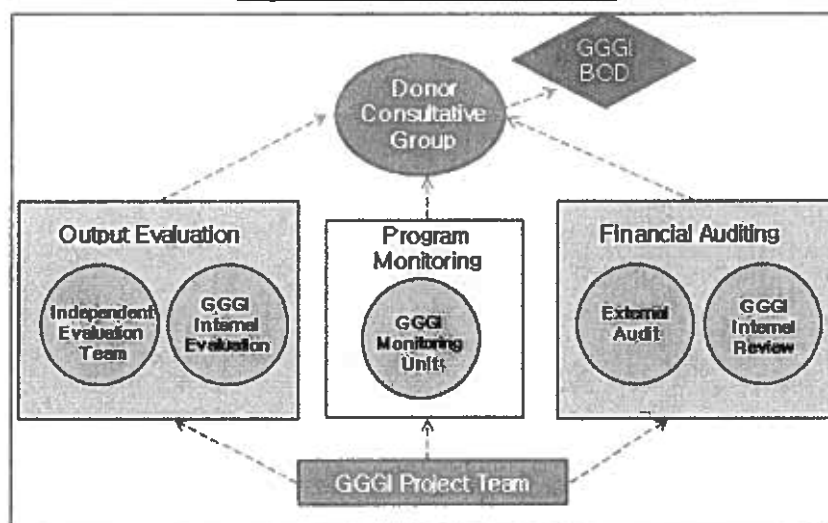 GGGI
BOD
Donor
Consultative
Group
Output Evaluation
Independent
Evaluation
Team
GGGI
Internal
Evaluation
Program
Monitoring
GGGI
Monitoring
Unit
Financial Auditing
External
Audit
GGGI
Internal
Review
GGGI Project Team